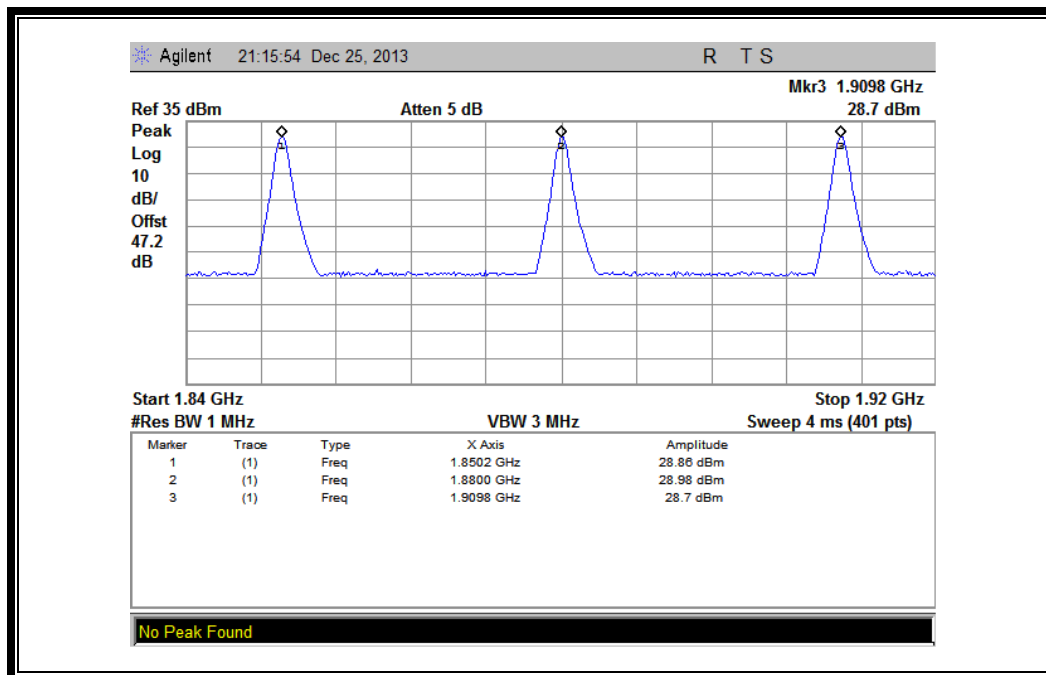 Agilent 21:15:54 Dec 25, 2013 R T S
Mkr3 1.9098 GHz
Ref 35 dBm Atten 5 dB 28.7 dBm
Peak
Log
10
dB/
Offst
47.2
dB
1 2 3
Start 1.84 GHz Stop 1.92 GHz
#Res BW 1 MHz VBW 3 MHz Sweep 4 ms (401 pts)
Marker Trace Type X Axis Amplitude
1 (1) Freq 1.8502 GHz 28.86 dBm
2 (1) Freq 1.8800 GHz 28.98 dBm
3 (1) Freq 1.9098 GHz 28.7 dBm
No Peak Found